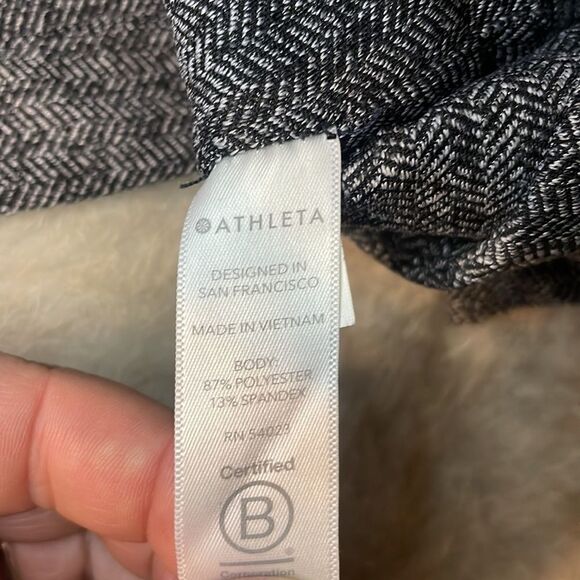 ATHLETA
DESIGNED IN
SAN FRANCISCO
MADE IN VIETNAM
BODY:
87% POLYESTER
13% SPANDEX
RN 54023
Certified
B
Corporation